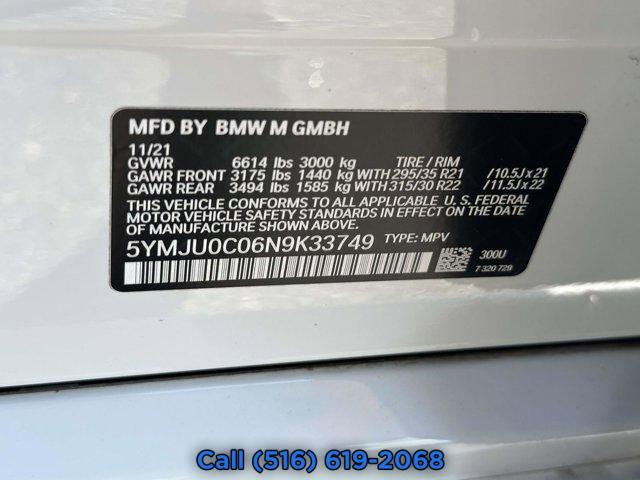 MFD BY BMW M GMBH
11/21
GVWR 6614 lbs 3000 kg TIRE / RIM
GAWR FRONT 3175 lbs 1440 kg WITH 295/35 R21 /10.5J x 21
GAWR REAR 3494 lbs 1585 kg WITH 315/30 R22 /11.5J x 22
THIS VEHICLE CONFORMS TO ALL APPLICABLE U. S. FEDERAL
MOTOR VEHICLE SAFETY STANDARDS IN EFFECT ON THE DATE
OF MANUFACTURE SHOWN ABOVE.
5YMJU0C06N9K33749 TYPE: MPV
300U
7 320 729
Call (516) 619-2068